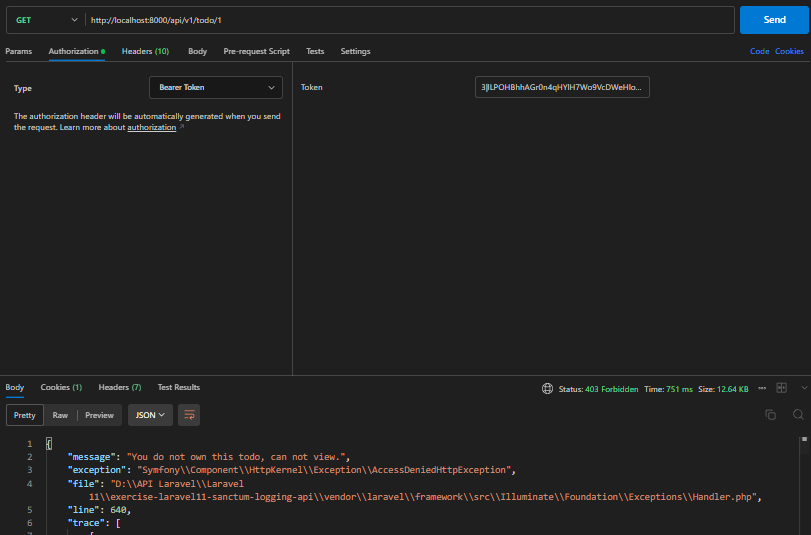 GET http://localhost:8000/api/v1/todo/1 Send
Params Authorization Headers (10) Body Pre-request Script Tests Settings Code Cookies
Type Bearer Token
Token
The authorization header will be automatically generated when you send
the request. Learn more about authorization
Body Cookies (1) Headers (7) Test Results Status: 403 Forbidden Time: 751 ms Size: 12.64 KB
Pretty Raw Preview JSON
1 {
2 "message": "You do not own this todo, can not view.",
3 "exception": "Symfony\\Component\\HttpKernel\\Exception\\AccessDeniedHttpException",
4 "file": "D:\\API Laravel\\Laravel
11\\exercise-laravel11-sanctum-logging-api\\vendor\\laravel\\framework\\src\\Illuminate\\Foundation\\Exceptions\\Handler.php",
5 "line": 640,
6 "trace": [